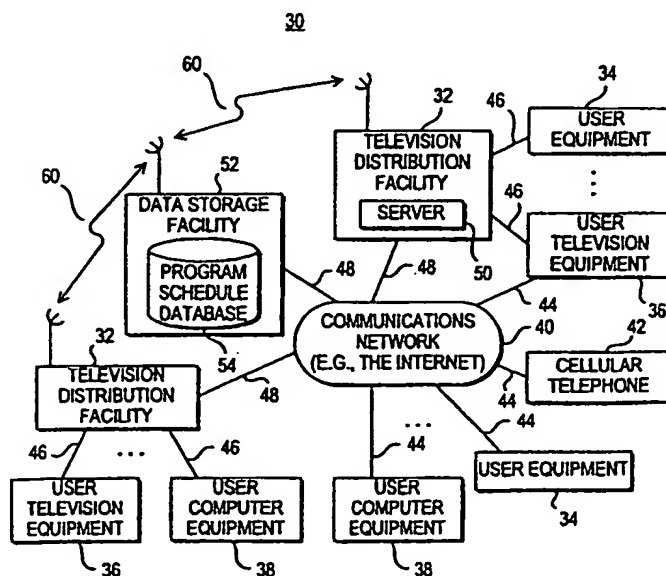 30
60
32
34
46
USER EQUIPMENT
TELEVISION DISTRIBUTION FACILITY
SERVER
50
46
USER TELEVISION EQUIPMENT
36
60
52
DATA STORAGE FACILITY
PROGRAM SCHEDULE DATABASE
54
48
48
44
COMMUNICATIONS NETWORK (E.G., THE INTERNET)
40
42
CELLULAR TELEPHONE
44
32
TELEVISION DISTRIBUTION FACILITY
48
46
46
44
44
USER TELEVISION EQUIPMENT
36
USER COMPUTER EQUIPMENT
38
USER COMPUTER EQUIPMENT
38
USER EQUIPMENT
34